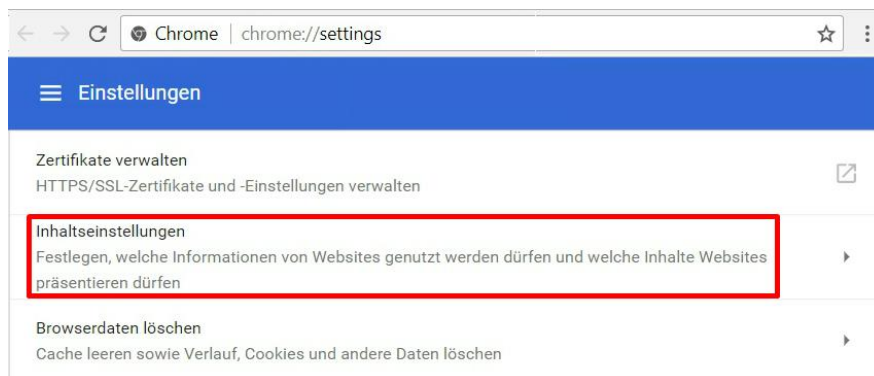 Chrome | chrome://settings
Einstellungen
Zertifikate verwalten
HTTPS/SSL-Zertifikate und -Einstellungen verwalten
Inhaltseinstellungen
Festlegen, welche Informationen von Websites genutzt werden dürfen und welche Inhalte Websites
präsentieren dürfen
Browserdaten löschen
Cache leeren sowie Verlauf, Cookies und andere Daten löschen